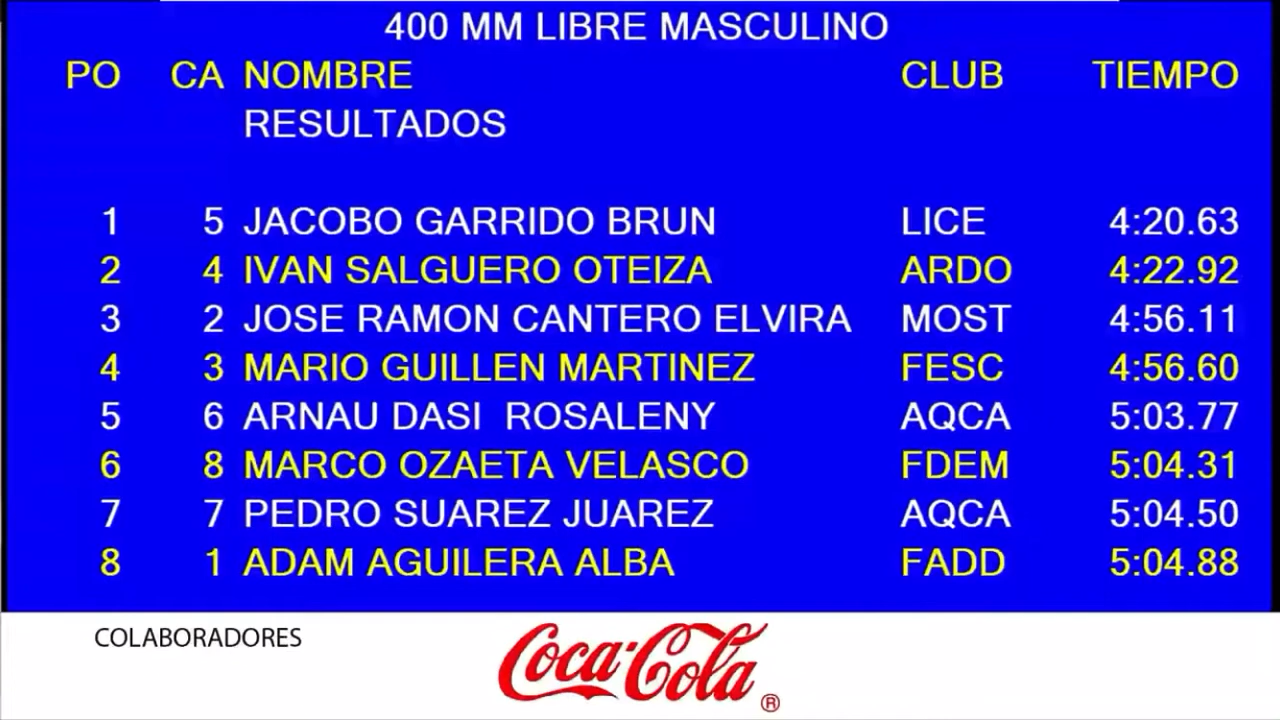 400 MM LIBRE MASCULINO
PO CA NOMBRE CLUB TIEMPO
RESULTADOS
1 5 JACOBO GARRIDO BRUN LICE 4:20.63
2 4 IVAN SALGUERO OTEIZA ARDO 4:22.92
3 2 JOSE RAMON CANTERO ELVIRA MOST 4:56.11
4 3 MARIO GUILLEN MARTINEZ FESC 4:56.60
5 6 ARNAU DASI  ROSALENY AQCA 5:03.77
6 8 MARCO OZAETA VELASCO FDEM 5:04.31
7 7 PEDRO SUAREZ JUAREZ AQCA 5:04.50
8 1 ADAM AGUILERA ALBA FADD 5:04.88
COLABORADORES
Coca-Cola ®